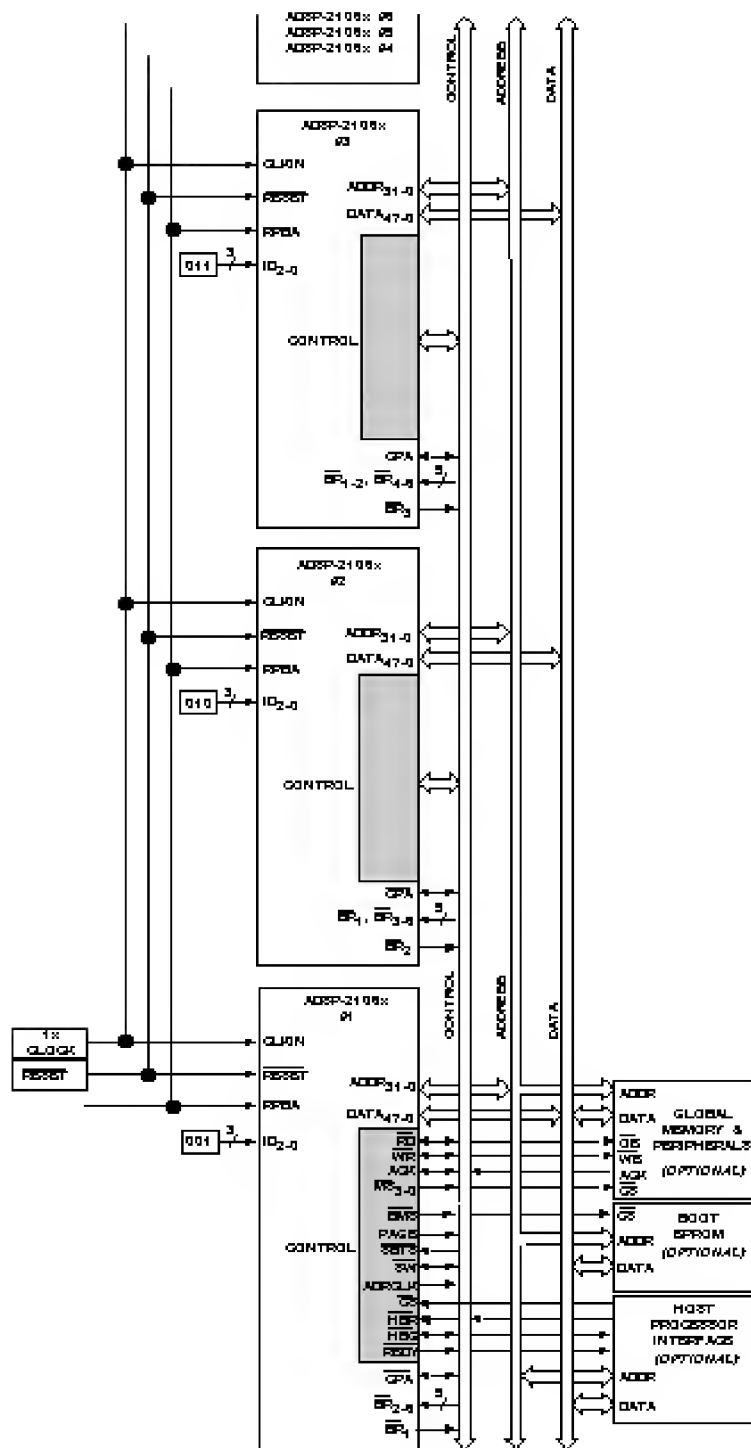 ADSP-2106x #6
ADSP-2106x #5
ADSP-2106x #4
CONTROL
ADDRESS
DATA
ADSP-2106x
#3
CLKIN
RESET
RPBA
011
3
ID2-0
ADDR31-0
DATA47-0
CONTROL
CPA
BR1-2, BR4-6
5
BR3
ADSP-2106x
#2
CLKIN
RESET
RPBA
010
3
ID2-0
ADDR31-0
DATA47-0
CONTROL
CPA
BR1, BR3-6
5
BR2
CONTROL
ADDRESS
DATA
ADSP-2106x
#1
1x
CLOCK
RESET
CLKIN
RESET
RPBA
001
3
ID2-0
ADDR31-0
DATA47-0
CONTROL
RD
WR
ACK
MS3-0
BMS
PAGE
SBTS
SW
ADRCLK
CS
HBR
HBG
REDY
CPA
BR2-6
5
BR1
ADDR
DATA
OE
WE
ACK
CS
GLOBAL
MEMORY &
PERIPHERALS
(OPTIONAL)
CS
ADDR
DATA
BOOT
EPROM
(OPTIONAL)
HOST
PROCESSOR
INTERFACE
(OPTIONAL)
ADDR
DATA